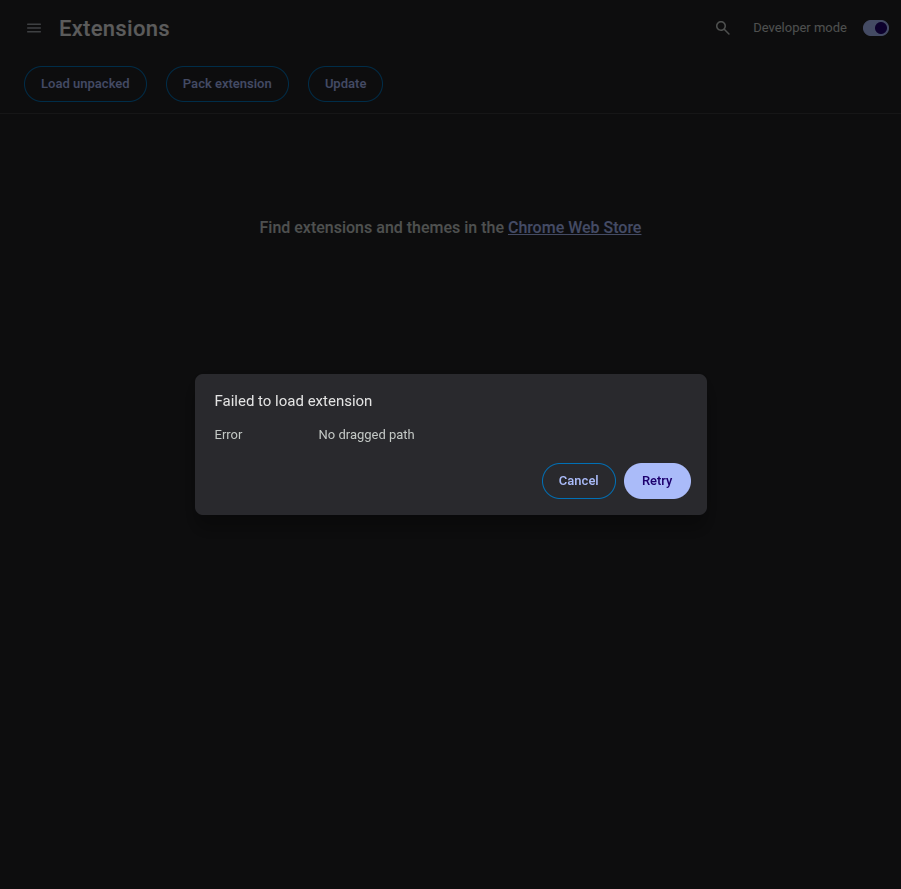 Extensions
Developer mode
Load unpacked
Pack extension
Update
Find extensions and themes in the Chrome Web Store
Failed to load extension
Error No dragged path
Cancel
Retry